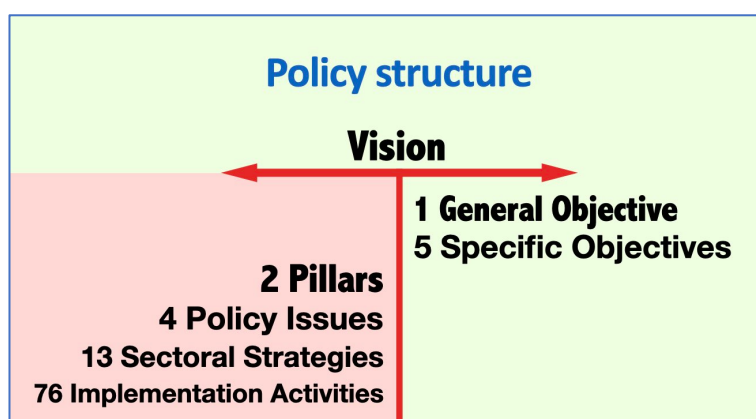 Policy structure
Vision
1 General Objective
5 Specific Objectives
2 Pillars
4 Policy Issues
13 Sectoral Strategies
76 Implementation Activities